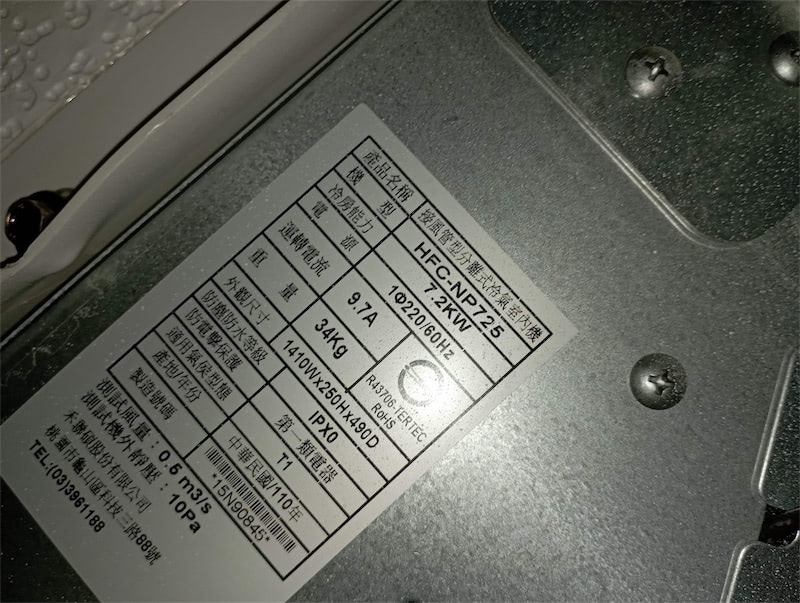 產品名稱 接風管型分離式冷氣室內機
機 型 HFC-NP725
冷房能力 7.2KW
電 源 1Φ220/60Hz
運轉電流 9.7A
R43706-TERTEC
RoHS
重 量 34Kg
外觀尺寸 1410Wx250Hx490D
防塵防水等級 IPX0
防電擊保護 第一類電器
適用氣候型態 T1
產地/年份 中華民國/110年
製造號碼 *15N90845*
測試風量：0.5 m3/s
測試機外靜壓：10Pa
禾聯碩股份有限公司
桃園市龜山區科技三路88號
TEL:(03)3961188